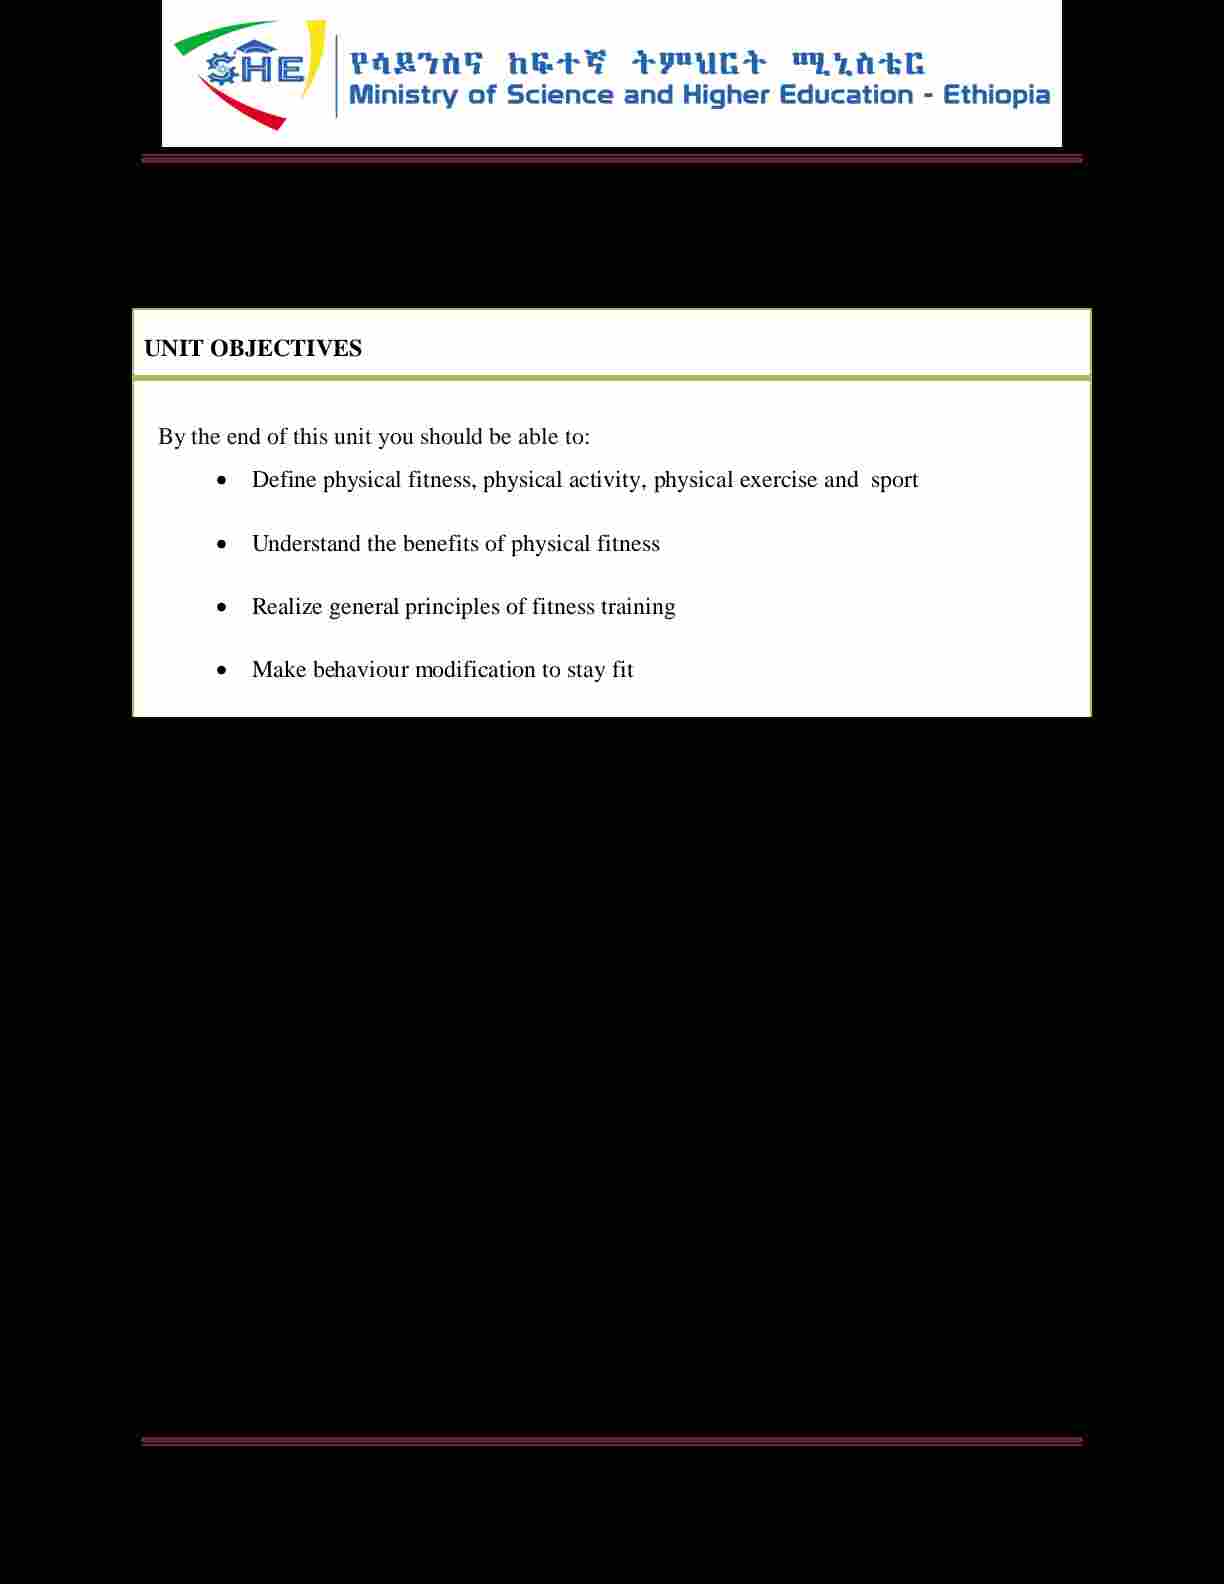 SHE
የሳይንስና ከፍተኛ ትምህርት ሚኒስቴር
Ministry of Science and Higher Education - Ethiopia
UNIT OBJECTIVES
By the end of this unit you should be able to:
• Define physical fitness, physical activity, physical exercise and sport
• Understand the benefits of physical fitness
• Realize general principles of fitness training
• Make behaviour modification to stay fit